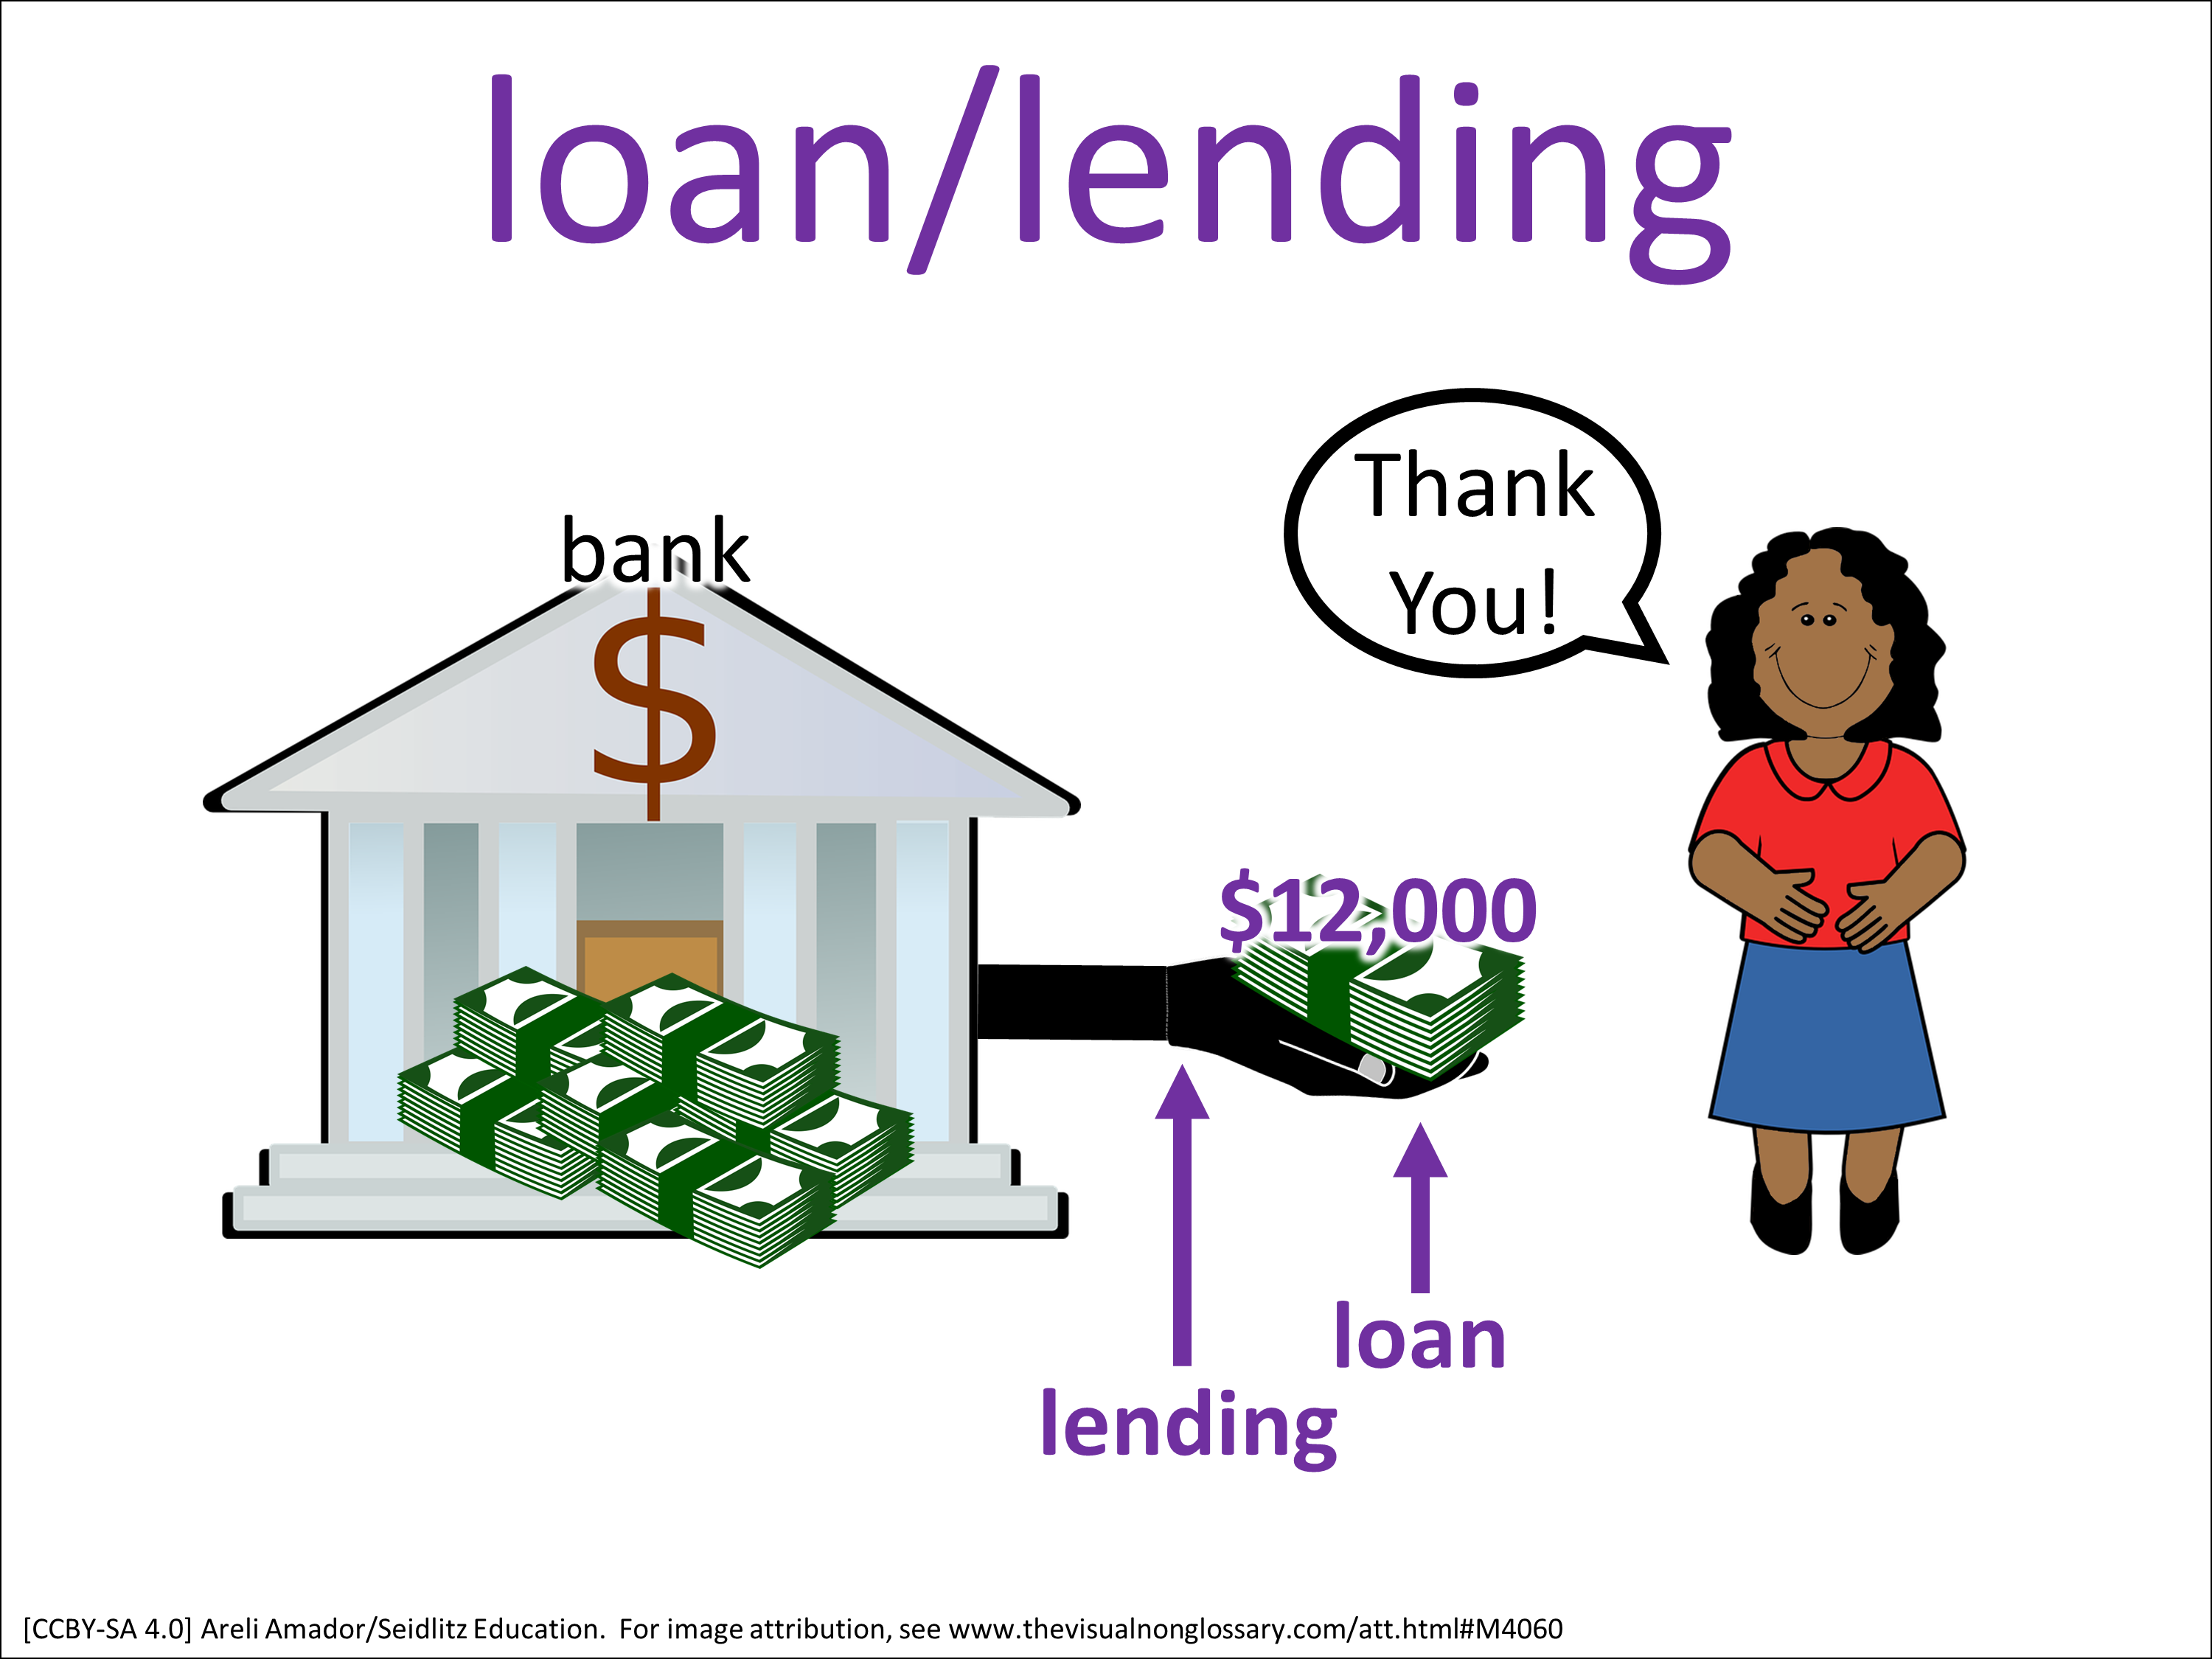 loan/lending
Thank
You!
bank
$
$12,000
loan
lending
[CCBY-SA 4.0] Areli Amador/Seidlitz Education.  For image attribution, see www.thevisualnonglossary.com/att.html#M4060